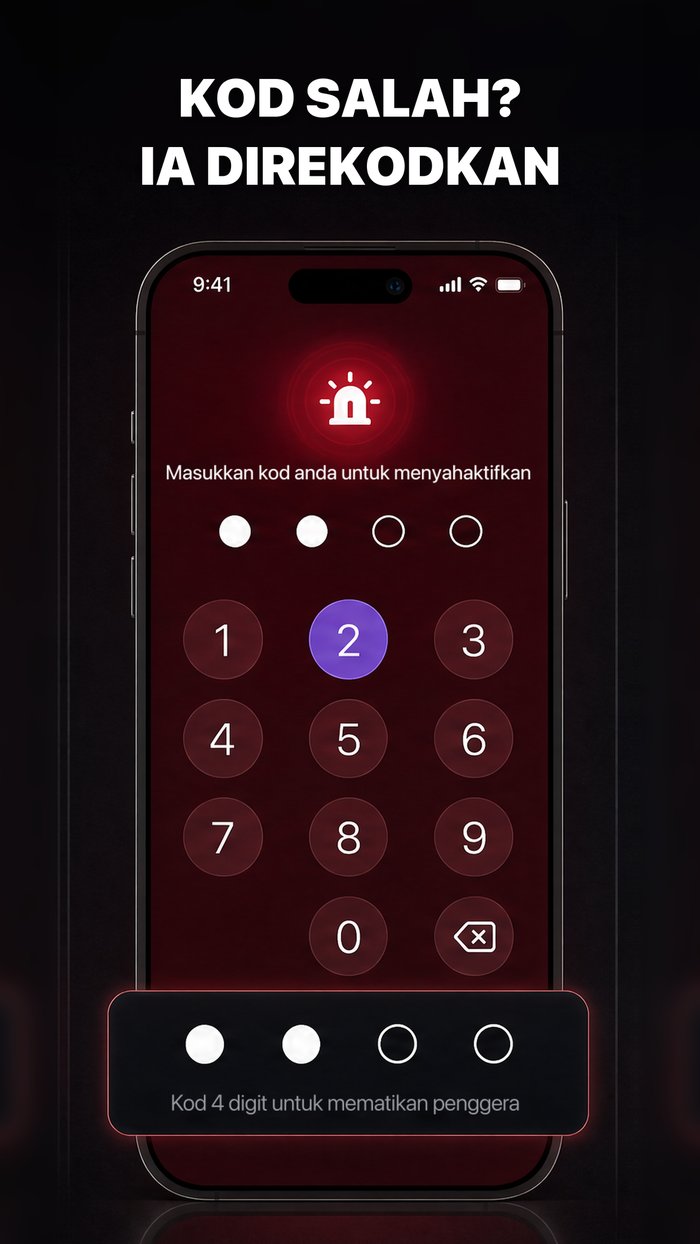 KOD SALAH?
IA DIREKODKAN
9:41
Masukkan kod anda untuk menyahaktifkan
1 2 3
4 5 6
7 8 9
0
Kod 4 digit untuk mematikan penggera